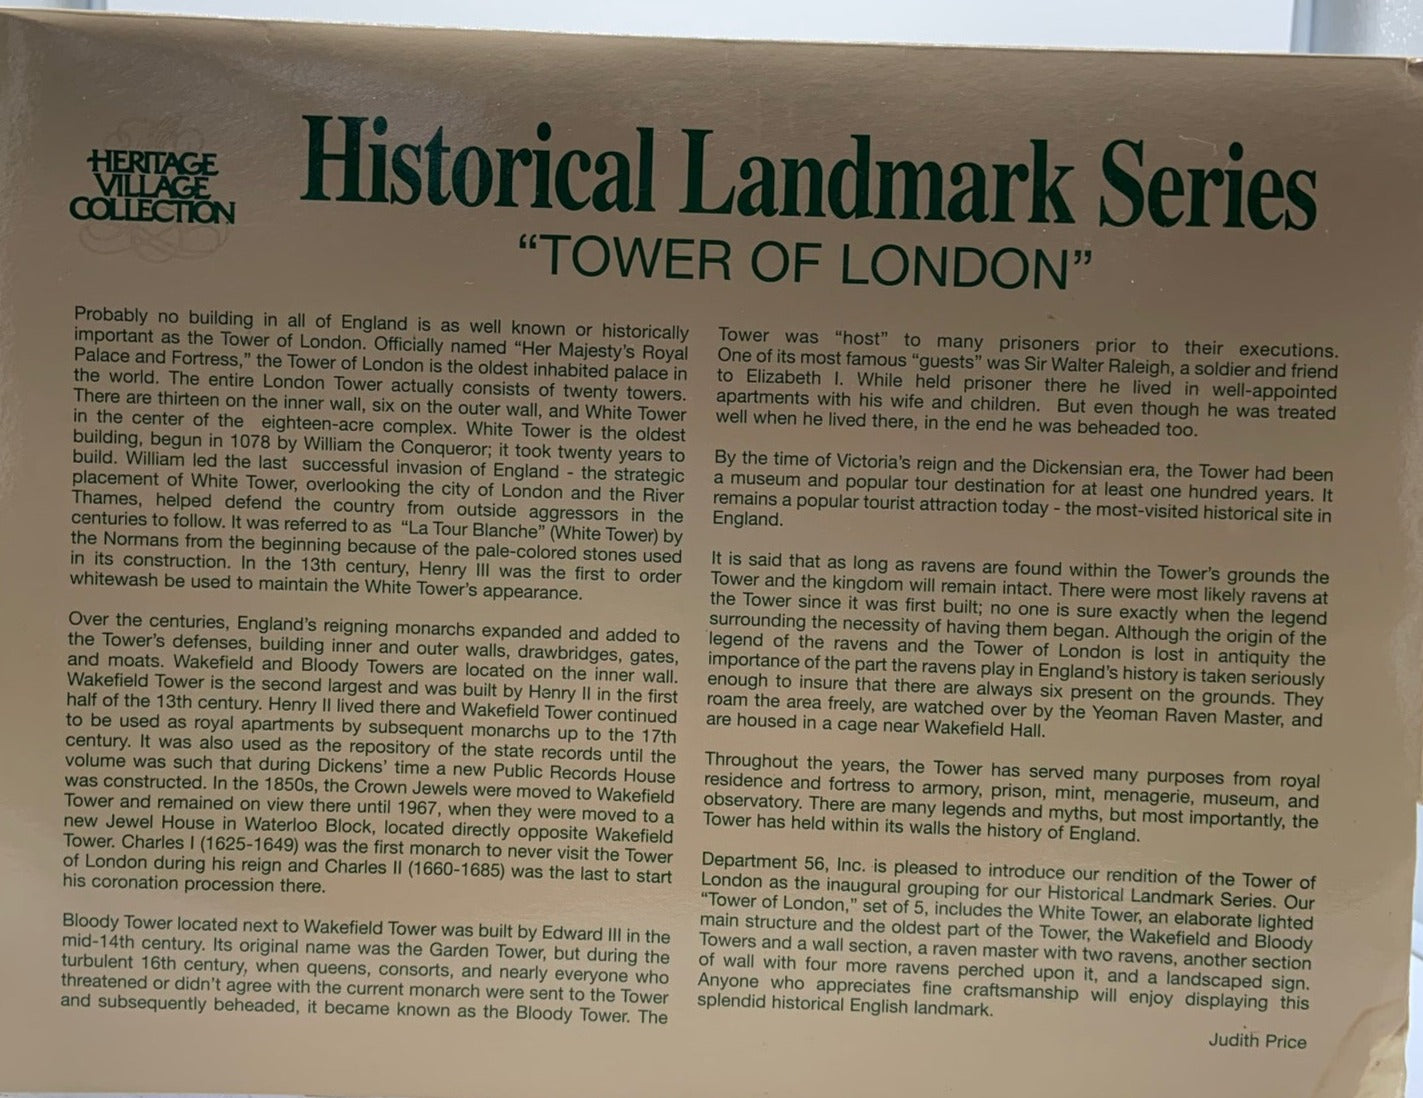 HERITAGE
VILLAGE
COLLECTION
Historical Landmark Series
“TOWER OF LONDON”
Probably no building in all of England is as well known or historically
important as the Tower of London. Officially named “Her Majesty’s Royal
Palace and Fortress,” the Tower of London is the oldest inhabited palace in
the world. The entire London Tower actually consists of twenty towers.
There are thirteen on the inner wall, six on the outer wall, and White Tower
in the center of the eighteen-acre complex. White Tower is the oldest
building, begun in 1078 by William the Conqueror; it took twenty years to
build. William led the last successful invasion of England - the strategic
placement of White Tower, overlooking the city of London and the River
Thames, helped defend the country from outside aggressors in the
centuries to follow. It was referred to as “La Tour Blanche” (White Tower) by
the Normans from the beginning because of the pale-colored stones used
in its construction. In the 13th century, Henry III was the first to order
whitewash be used to maintain the White Tower’s appearance.
Over the centuries, England’s reigning monarchs expanded and added to
the Tower’s defenses, building inner and outer walls, drawbridges, gates,
and moats. Wakefield and Bloody Towers are located on the inner wall.
Wakefield Tower is the second largest and was built by Henry II in the first
half of the 13th century. Henry II lived there and Wakefield Tower continued
to be used as royal apartments by subsequent monarchs up to the 17th
century. It was also used as the repository of the state records until the
volume was such that during Dickens’ time a new Public Records House
was constructed. In the 1850s, the Crown Jewels were moved to Wakefield
Tower and remained on view there until 1967, when they were moved to a
new Jewel House in Waterloo Block, located directly opposite Wakefield
Tower. Charles I (1625-1649) was the first monarch to never visit the Tower
of London during his reign and Charles II (1660-1685) was the last to start
his coronation procession there.
Bloody Tower located next to Wakefield Tower was built by Edward III in the
mid-14th century. Its original name was the Garden Tower, but during the
turbulent 16th century, when queens, consorts, and nearly everyone who
threatened or didn’t agree with the current monarch were sent to the Tower
and subsequently beheaded, it became known as the Bloody Tower. The
Tower was “host” to many prisoners prior to their executions.
One of its most famous “guests” was Sir Walter Raleigh, a soldier and friend
to Elizabeth I. While held prisoner there he lived in well-appointed
apartments with his wife and children. But even though he was treated
well when he lived there, in the end he was beheaded too.
By the time of Victoria’s reign and the Dickensian era, the Tower had been
a museum and popular tour destination for at least one hundred years. It
remains a popular tourist attraction today - the most-visited historical site in
England.
It is said that as long as ravens are found within the Tower’s grounds the
Tower and the kingdom will remain intact. There were most likely ravens at
the Tower since it was first built; no one is sure exactly when the legend
surrounding the necessity of having them began. Although the origin of the
legend of the ravens and the Tower of London is lost in antiquity the
importance of the part the ravens play in England’s history is taken seriously
enough to insure that there are always six present on the grounds. They
roam the area freely, are watched over by the Yeoman Raven Master, and
are housed in a cage near Wakefield Hall.
Throughout the years, the Tower has served many purposes from royal
residence and fortress to armory, prison, mint, menagerie, museum, and
observatory. There are many legends and myths, but most importantly, the
Tower has held within its walls the history of England.
Department 56, Inc. is pleased to introduce our rendition of the Tower of
London as the inaugural grouping for our Historical Landmark Series. Our
“Tower of London,” set of 5, includes the White Tower, an elaborate lighted
main structure and the oldest part of the Tower, the Wakefield and Bloody
Towers and a wall section, a raven master with two ravens, another section
of wall with four more ravens perched upon it, and a landscaped sign.
Anyone who appreciates fine craftsmanship will enjoy displaying this
splendid historical English landmark.
Judith Price